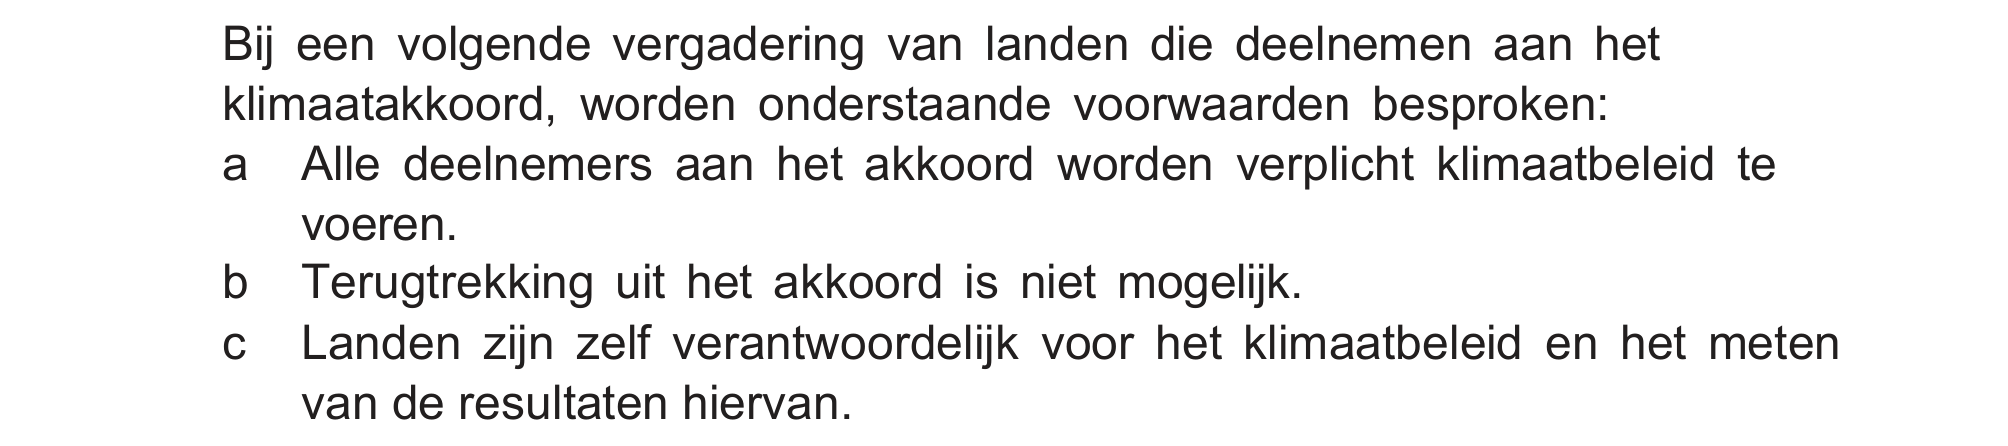 Bij een volgende vergadering van landen die deelnemen aan het
klimaatakkoord, worden onderstaande voorwaarden besproken:
a Alle deelnemers aan het akkoord worden verplicht klimaatbeleid te
voeren.
b Terugtrekking uit het akkoord is niet mogelijk.
c Landen zijn zelf verantwoordelijk voor het klimaatbeleid en het meten
van de resultaten hiervan.